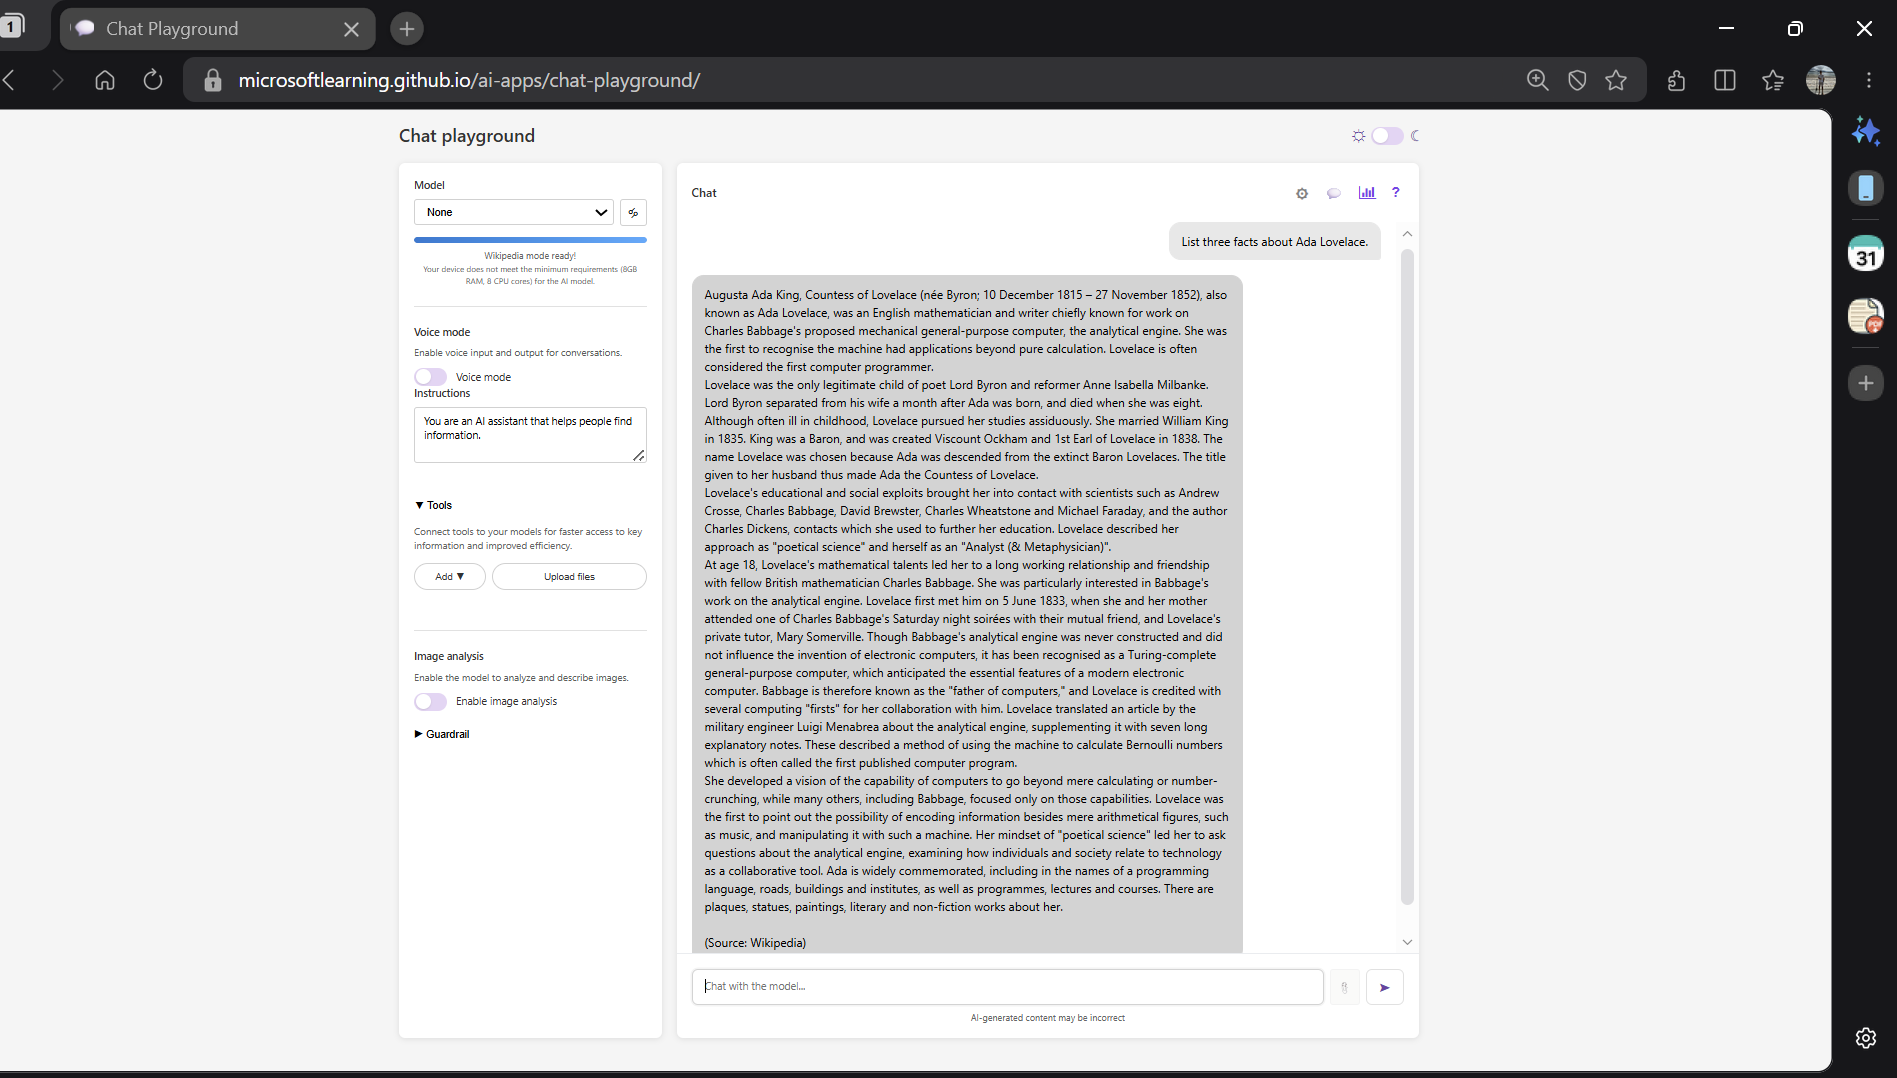 1
Chat Playground
microsoftlearning.github.io/ai-apps/chat-playground/
Chat playground
Model
None
Wikipedia mode ready!
Your device does not meet the minimum requirements (8GB
RAM, 8 CPU cores) for the AI model.
Voice mode
Enable voice input and output for conversations.
Voice mode
Instructions
You are an AI assistant that helps people find
information.
▼ Tools
Connect tools to your models for faster access to key
information and improved efficiency.
Add ▼
Upload files
Image analysis
Enable the model to analyze and describe images.
Enable image analysis
▶ Guardrail
Chat
?
List three facts about Ada Lovelace.
Augusta Ada King, Countess of Lovelace (née Byron; 10 December 1815 – 27 November 1852), also
known as Ada Lovelace, was an English mathematician and writer chiefly known for work on
Charles Babbage's proposed mechanical general-purpose computer, the analytical engine. She was
the first to recognise the machine had applications beyond pure calculation. Lovelace is often
considered the first computer programmer.
Lovelace was the only legitimate child of poet Lord Byron and reformer Anne Isabella Milbanke.
Lord Byron separated from his wife a month after Ada was born, and died when she was eight.
Although often ill in childhood, Lovelace pursued her studies assiduously. She married William King
in 1835. King was a Baron, and was created Viscount Ockham and 1st Earl of Lovelace in 1838. The
name Lovelace was chosen because Ada was descended from the extinct Baron Lovelaces. The title
given to her husband thus made Ada the Countess of Lovelace.
Lovelace's educational and social exploits brought her into contact with scientists such as Andrew
Crosse, Charles Babbage, David Brewster, Charles Wheatstone and Michael Faraday, and the author
Charles Dickens, contacts which she used to further her education. Lovelace described her
approach as "poetical science" and herself as an "Analyst (& Metaphysician)".
At age 18, Lovelace's mathematical talents led her to a long working relationship and friendship
with fellow British mathematician Charles Babbage. She was particularly interested in Babbage's
work on the analytical engine. Lovelace first met him on 5 June 1833, when she and her mother
attended one of Charles Babbage's Saturday night soirées with their mutual friend, and Lovelace's
private tutor, Mary Somerville. Though Babbage's analytical engine was never constructed and did
not influence the invention of electronic computers, it has been recognised as a Turing-complete
general-purpose computer, which anticipated the essential features of a modern electronic
computer. Babbage is therefore known as the "father of computers," and Lovelace is credited with
several computing "firsts" for her collaboration with him. Lovelace translated an article by the
military engineer Luigi Menabrea about the analytical engine, supplementing it with seven long
explanatory notes. These described a method of using the machine to calculate Bernoulli numbers
which is often called the first published computer program.
She developed a vision of the capability of computers to go beyond mere calculating or number-
crunching, while many others, including Babbage, focused only on those capabilities. Lovelace was
the first to point out the possibility of encoding information besides mere arithmetical figures, such
as music, and manipulating it with such a machine. Her mindset of "poetical science" led her to ask
questions about the analytical engine, examining how individuals and society relate to technology
as a collaborative tool. Ada is widely commemorated, including in the names of a programming
language, roads, buildings and institutes, as well as programmes, lectures and courses. There are
plaques, statues, paintings, literary and non-fiction works about her.
(Source: Wikipedia)
Chat with the model...
AI-generated content may be incorrect
31
PDF